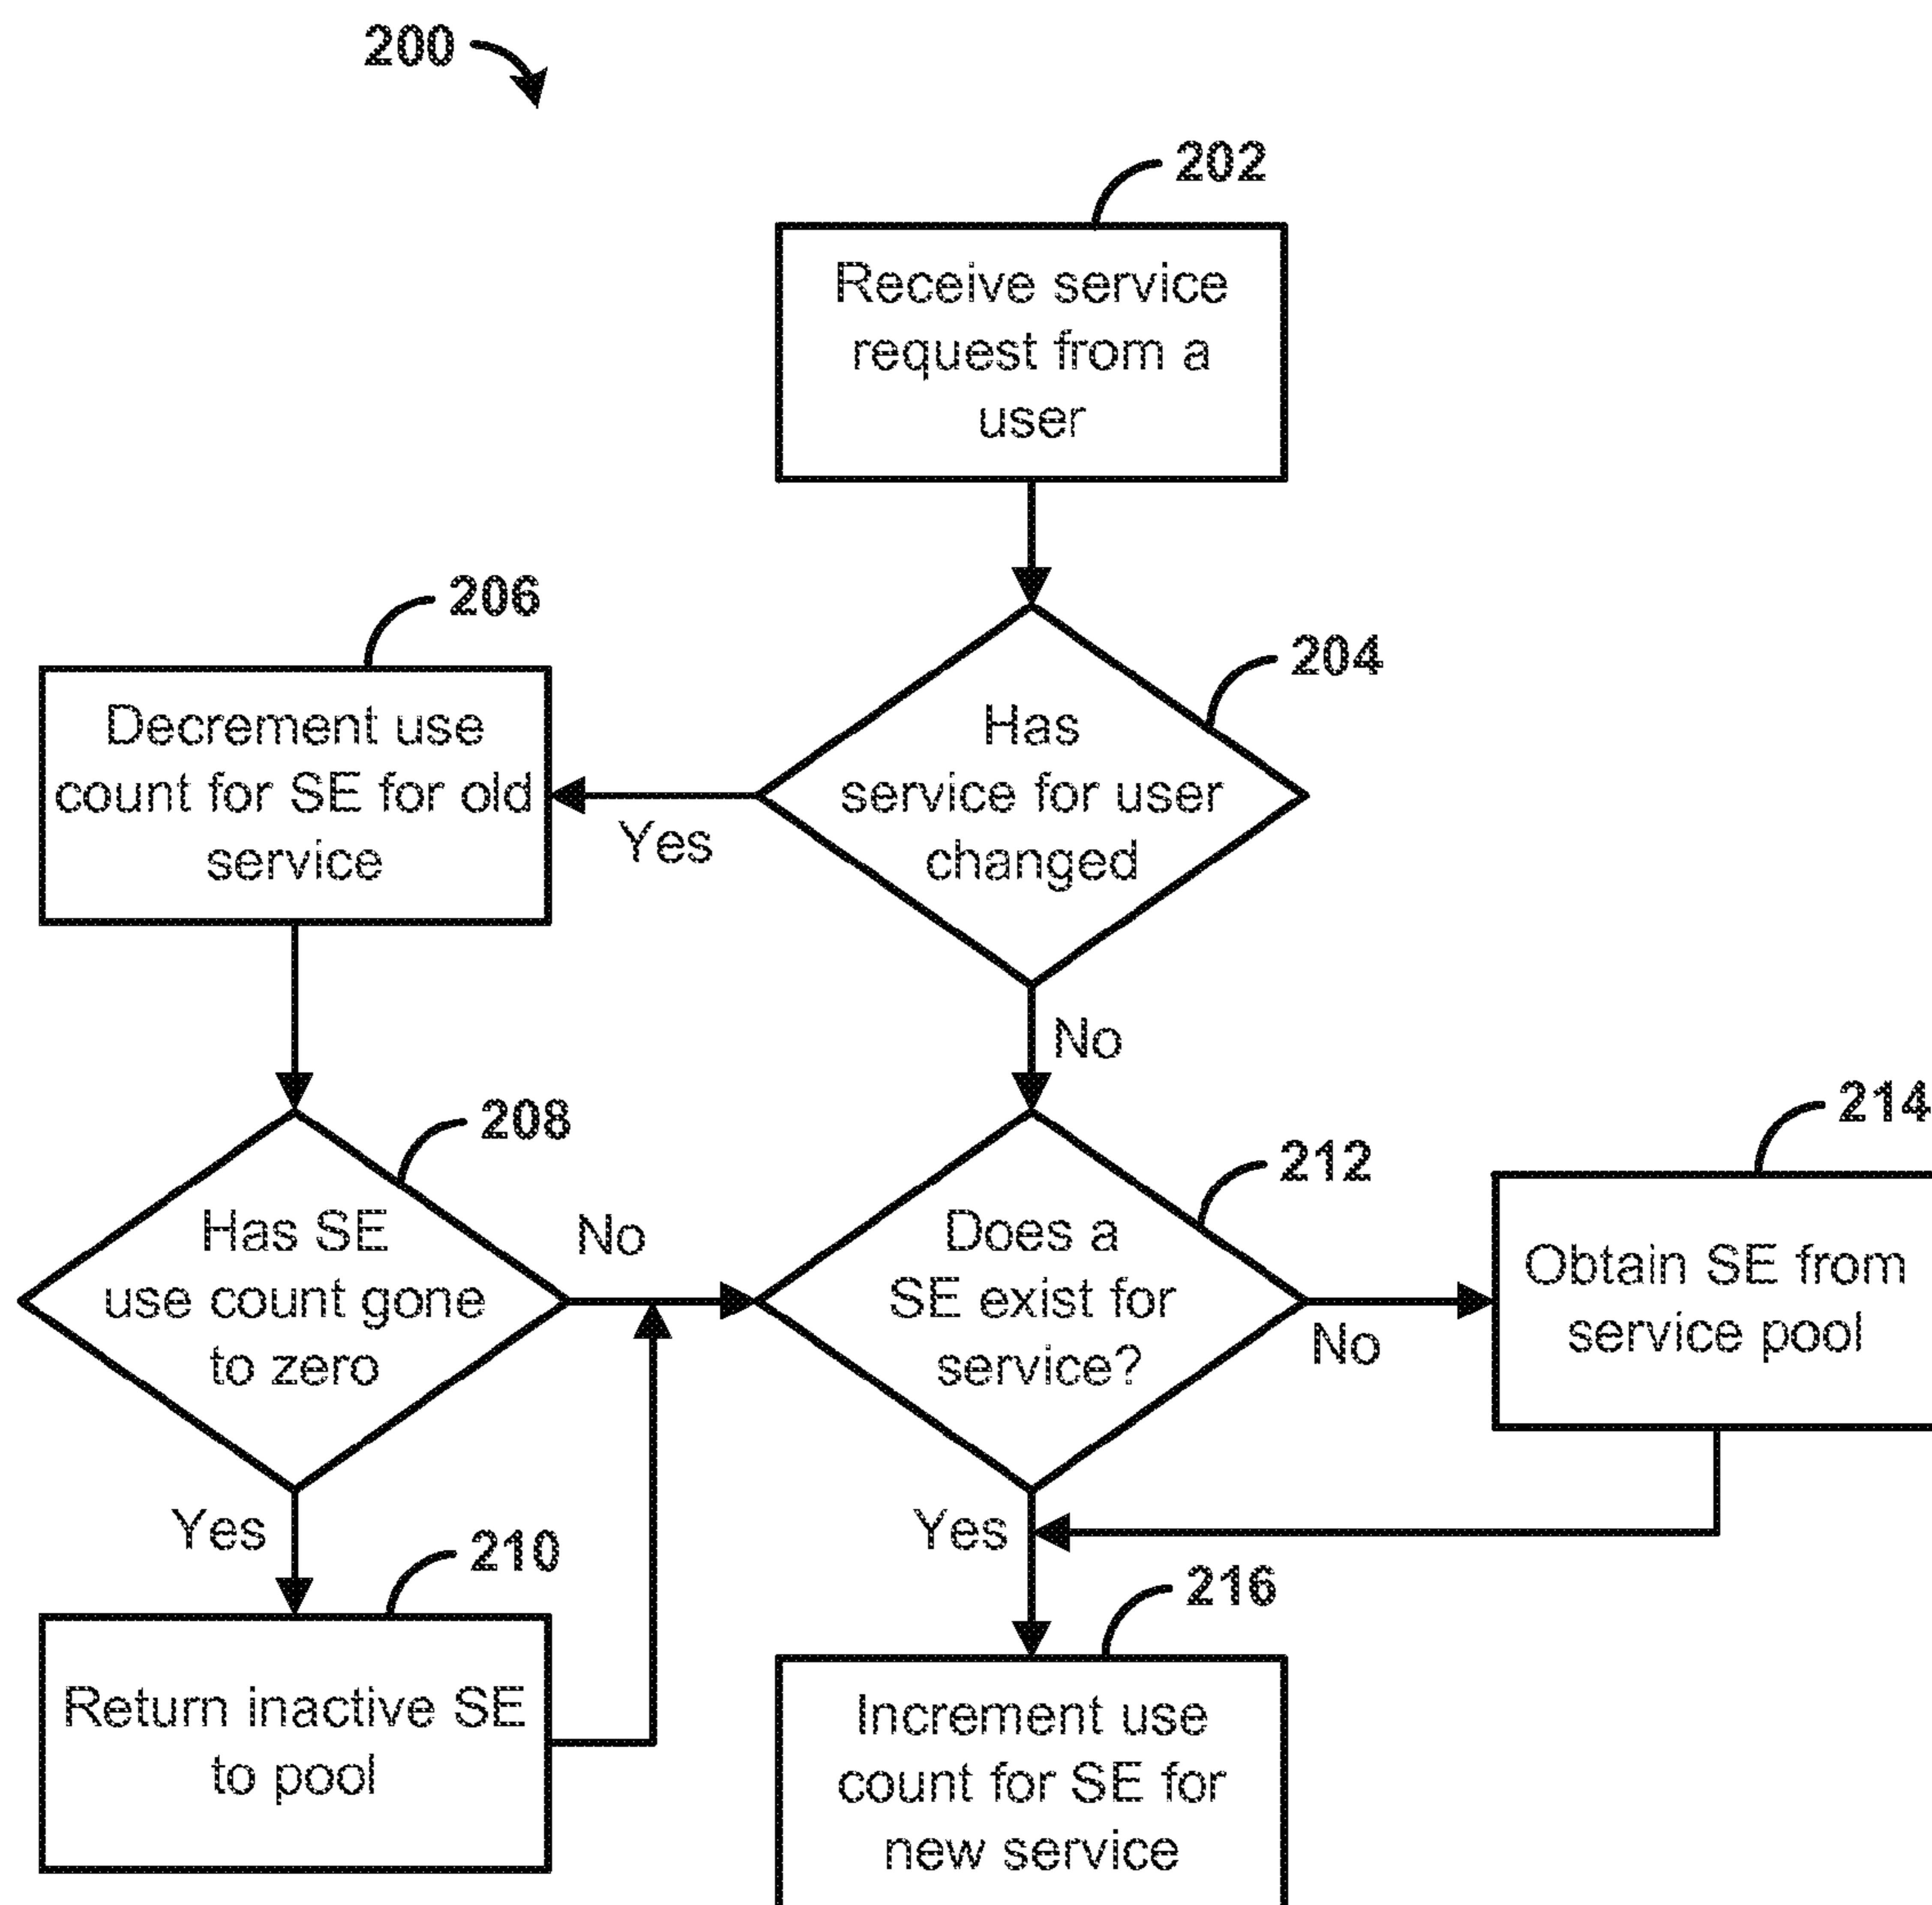 200
202
Receive service
request from a
user
206
204
Decrement use
count for SE for old
service
Has
service for user
changed
Yes
No
208
212
214
Has SE
use count gone
to zero
No
Does a
SE exist for
service?
No
Obtain SE from
service pool
Yes
210
Yes
216
Return inactive SE
to pool
Increment use
count for SE for
new service